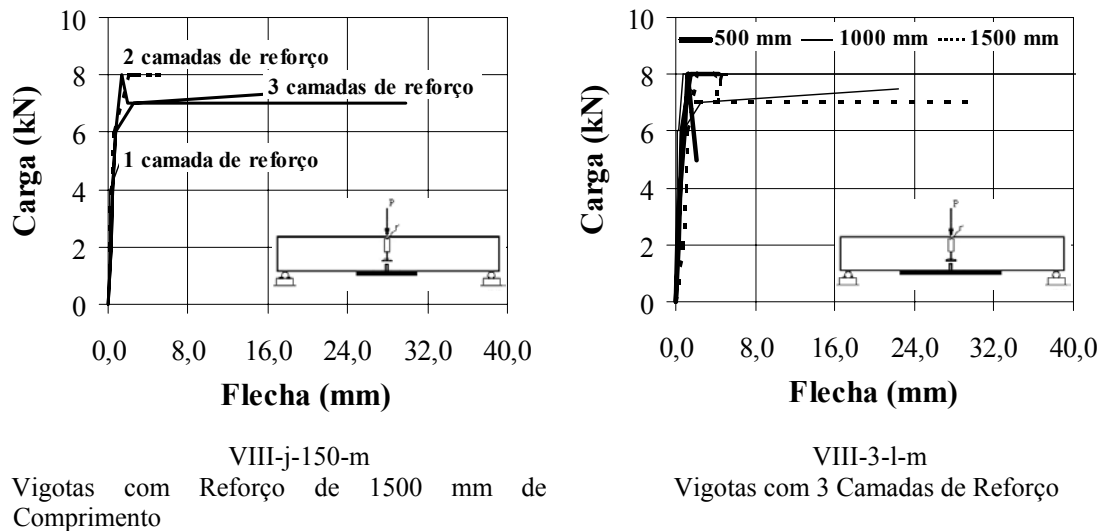 10
8
6
4
2
0
Carga (kN)
2 camadas de reforço
3 camadas de reforço
1 camada de reforço
P
0,0 8,0 16,0 24,0 32,0 40,0
Flecha (mm)
VIII-j-150-m
Vigotas com Reforço de 1500 mm de
Comprimento
10
8
6
4
2
0
Carga (kN)
500 mm 1000 mm 1500 mm
P
0,0 8,0 16,0 24,0 32,0 40,0
Flecha (mm)
VIII-3-l-m
Vigotas com 3 Camadas de Reforço